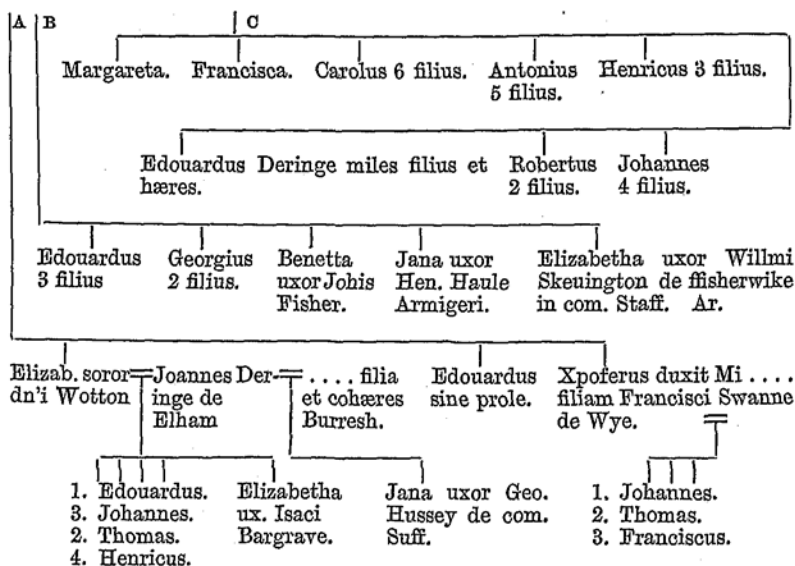 A B C
Margareta. Francisca. Carolus 6 filius. Antonius Henricus 3 filius.
5 filius.
Edouardus Deringe miles filius et Robertus Johannes
hæres. 2 filius. 4 filius.
Edouardus Georgius Benetta Jana uxor Elizabetha uxor Willmi
3 filius 2 filius. uxor Johis Hen. Haule Skeuington de ffisherwike
Fisher. Armigeri. in com. Staff. Ar.
Elizab. soror Joannes Der- .... filia Edouardus Xpoferus duxit Mi ....
dn'i Wotton inge de et cohæres sine prole. filiam Francisci Swanne
Elham Burresh. de Wye.
1. Edouardus. Elizabetha Jana uxor Geo. 1. Johannes.
3. Johannes. ux. Isaci Hussey de com. 2. Thomas.
2. Thomas. Bargrave. Suff. 3. Franciscus.
4. Henricus.